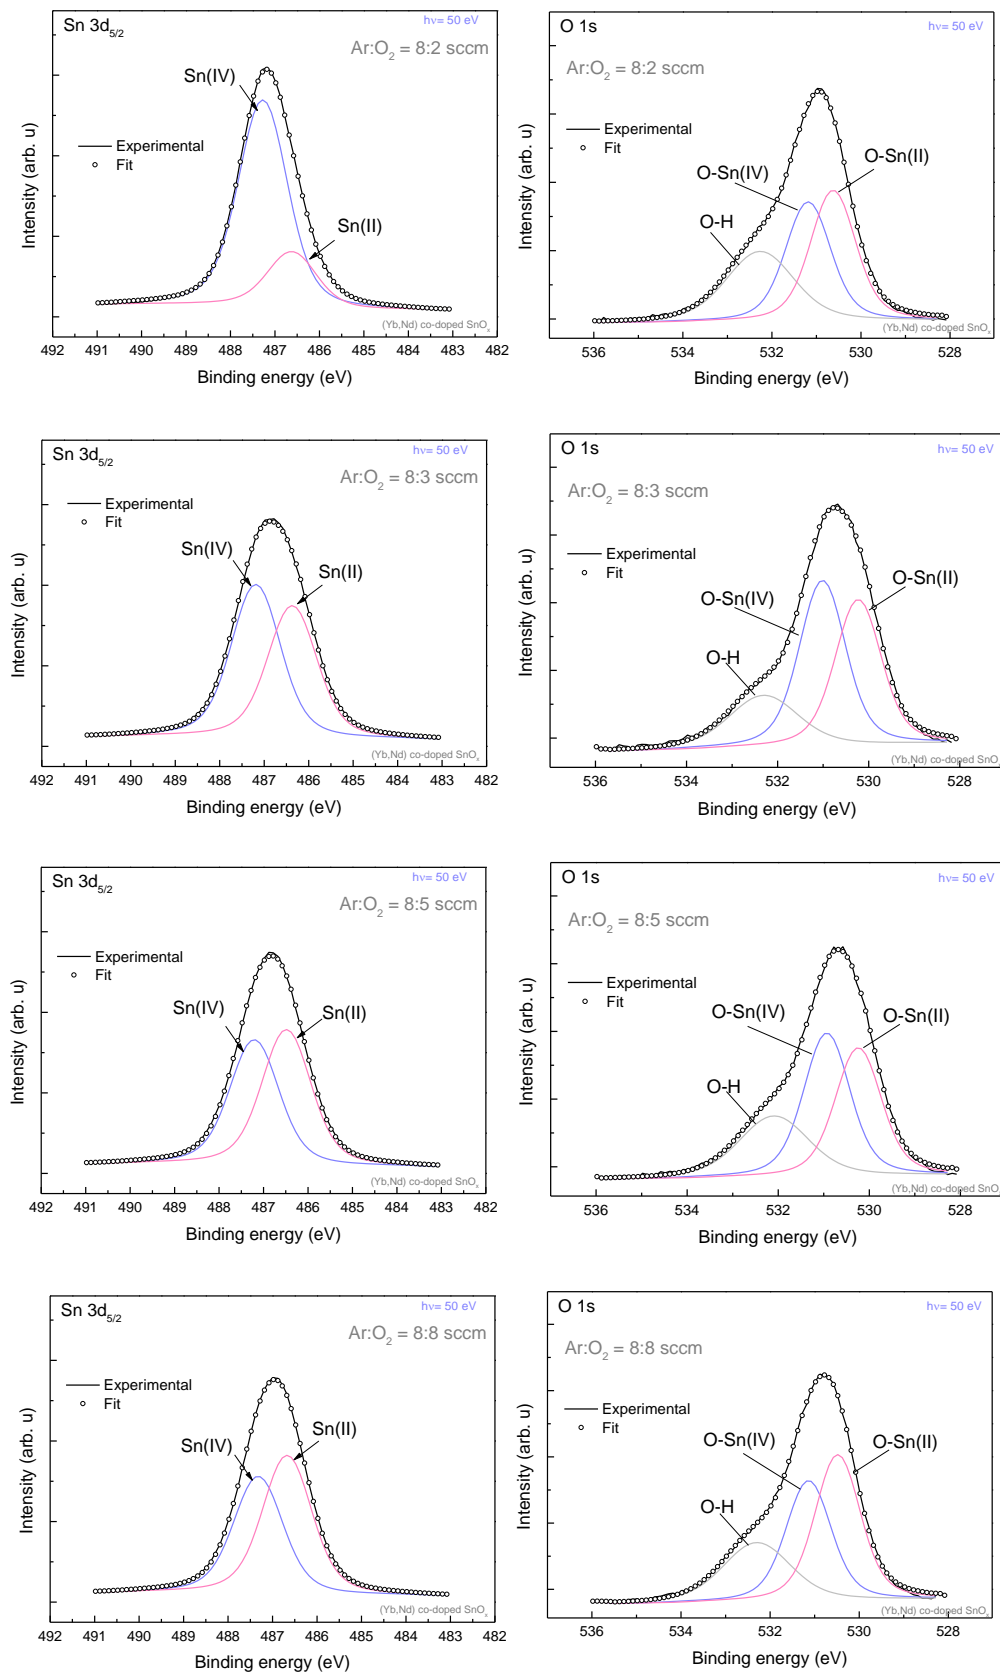 Sn 3d5/2
hν= 50 eV
Ar:O2 = 8:2 sccm
Sn(IV)
Experimental
Fit
Sn(II)
Intensity (arb. u)
(Yb,Nd) co-doped SnOx
492 491 490 489 488 487 486 485 484 483 482
Binding energy (eV)
O 1s
hν= 50 eV
Ar:O2 = 8:2 sccm
Experimental
Fit
O-Sn(IV)
O-Sn(II)
O-H
Intensity (arb. u)
(Yb,Nd) co-doped SnOx
536 534 532 530 528
Binding energy (eV)
Sn 3d5/2
hν= 50 eV
Ar:O2 = 8:3 sccm
Experimental
Fit
Sn(IV)
Sn(II)
Intensity (arb. u)
(Yb,Nd) co-doped SnOx
492 491 490 489 488 487 486 485 484 483 482
Binding energy (eV)
O 1s
hν= 50 eV
Ar:O2 = 8:3 sccm
Experimental
Fit
O-Sn(II)
O-Sn(IV)
O-H
Intensity (arb. u)
(Yb,Nd) co-doped SnOx
536 534 532 530 528
Binding energy (eV)
Sn 3d5/2
hν= 50 eV
Ar:O2 = 8:5 sccm
Experimental
Fit
Sn(IV)
Sn(II)
Intensity (arb. u)
(Yb,Nd) co-doped SnOx
492 491 490 489 488 487 486 485 484 483 482
Binding energy (eV)
O 1s
hν= 50 eV
Ar:O2 = 8:5 sccm
Experimental
Fit
O-Sn(IV)
O-Sn(II)
O-H
Intensity (arb. u)
(Yb,Nd) co-doped SnOx
536 534 532 530 528
Binding energy (eV)
Sn 3d5/2
hν= 50 eV
Ar:O2 = 8:8 sccm
Experimental
Fit
Sn(IV)
Sn(II)
Intensity (arb. u)
(Yb,Nd) co-doped SnOx
492 491 490 489 488 487 486 485 484 483 482
Binding energy (eV)
O 1s
hν= 50 eV
Ar:O2 = 8:8 sccm
Experimental
Fit
O-Sn(IV)
O-Sn(II)
O-H
Intensity (arb. u)
(Yb,Nd) co-doped SnOx
536 534 532 530 528
Binding energy (eV)